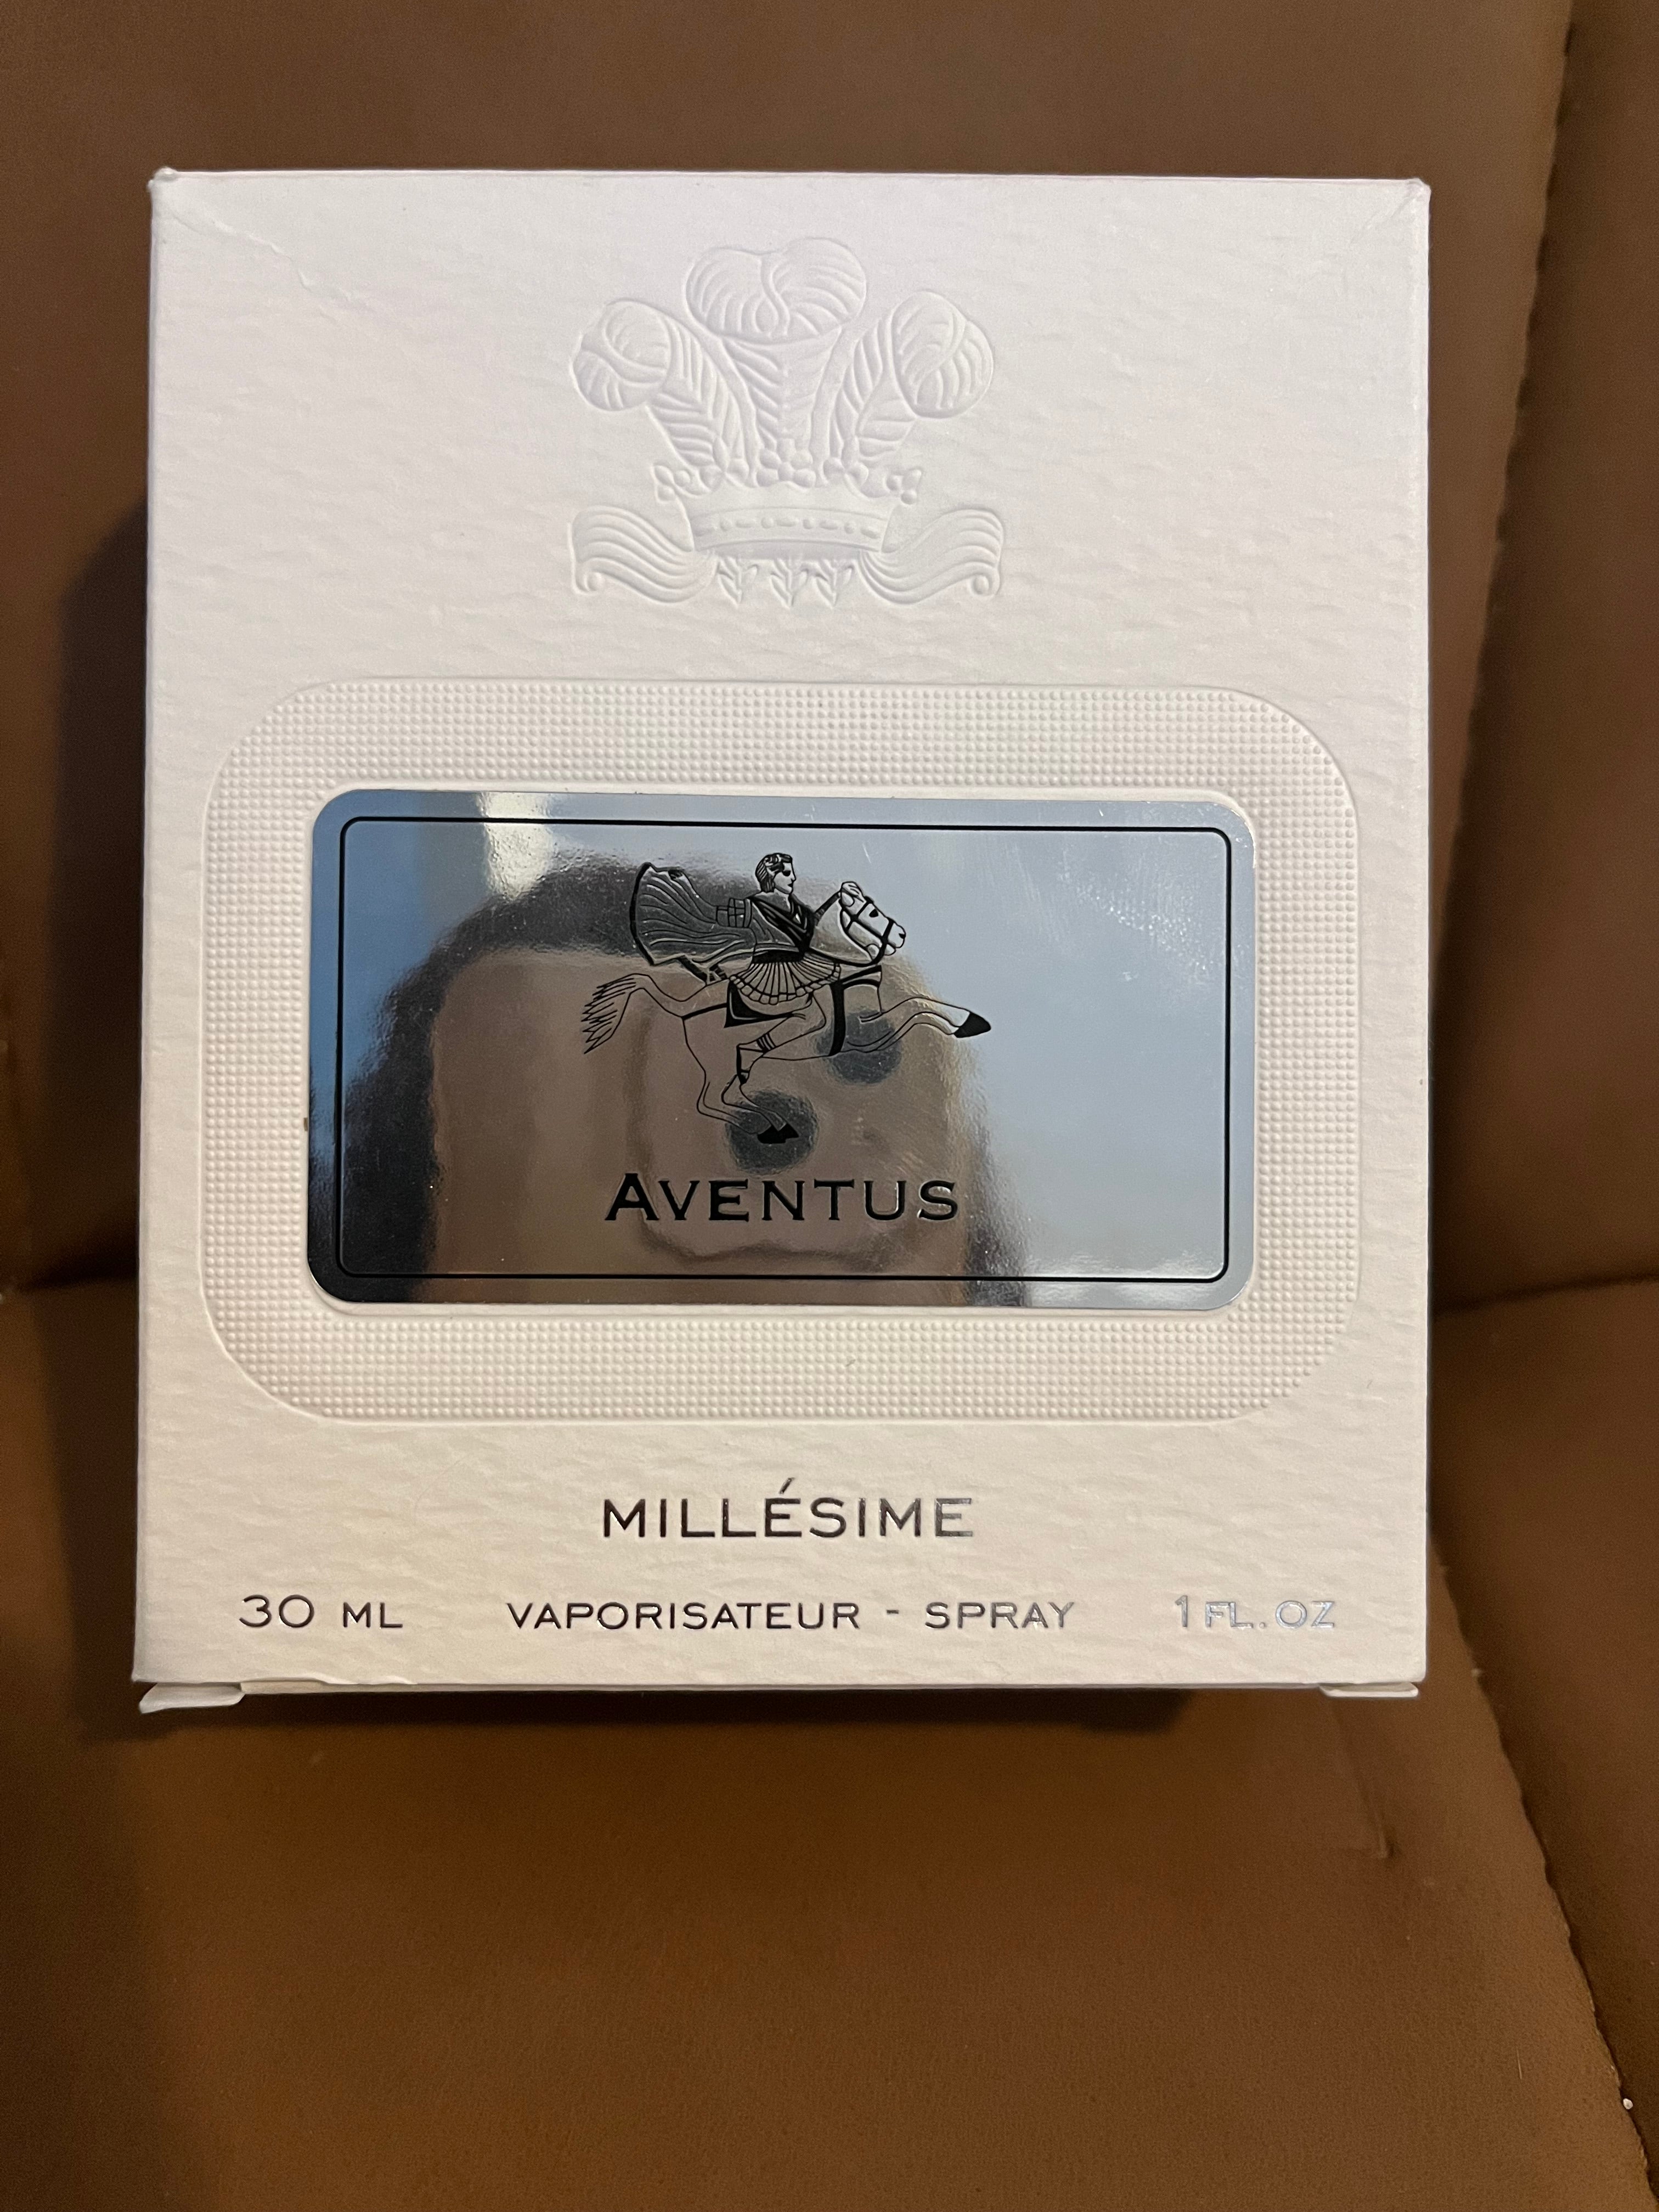 AVENTUS
MILLÉSIME
30 ML VAPORISATEUR - SPRAY 1 FL. OZ